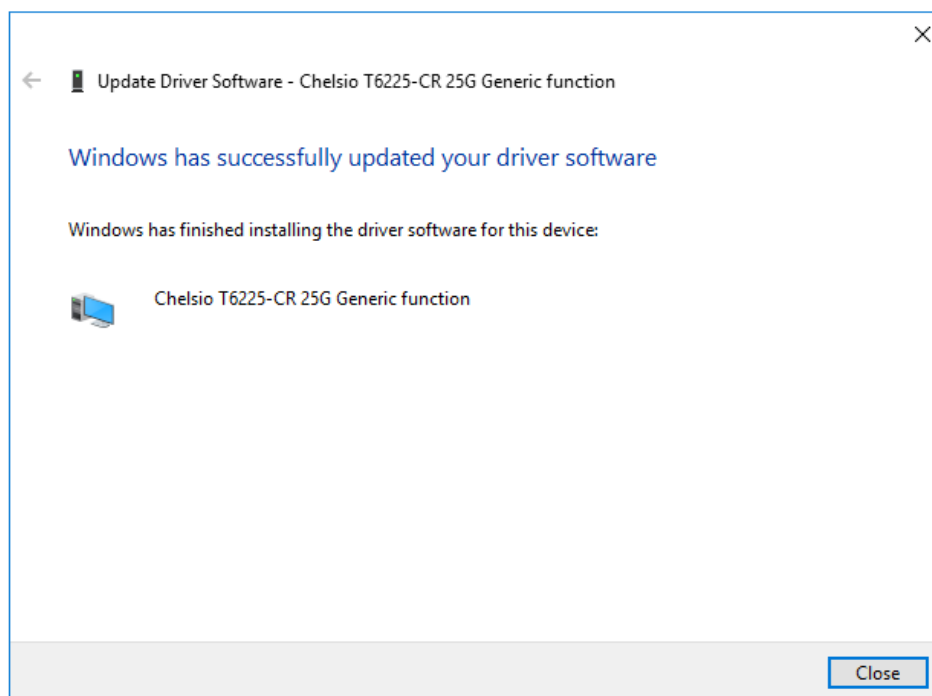 Update Driver Software - Chelsio T6225-CR 25G Generic function
Windows has successfully updated your driver software
Windows has finished installing the driver software for this device:
Chelsio T6225-CR 25G Generic function
Close